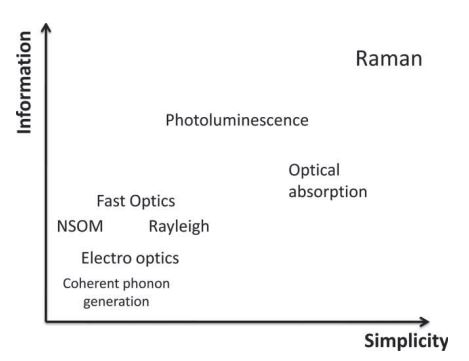 Information
Raman
Photoluminescence
Optical
absorption
Fast Optics
NSOM Rayleigh
Electro optics
Coherent phonon
generation
Simplicity